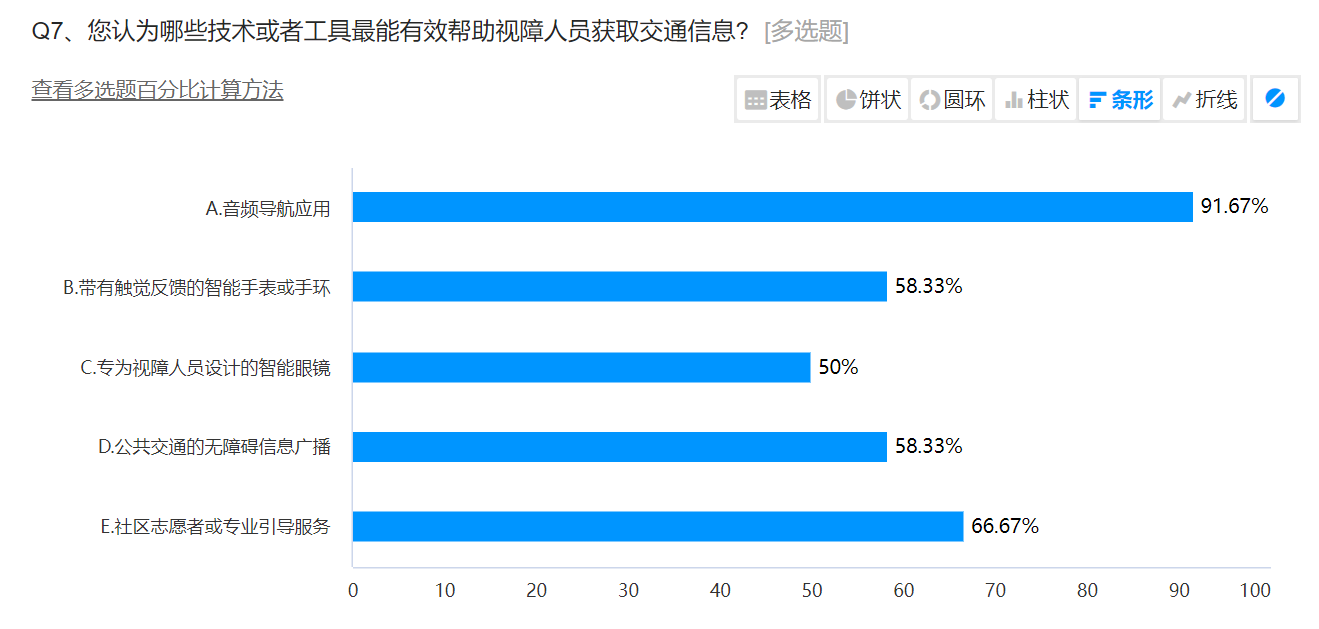 Q7、您认为哪些技术或者工具最能有效帮助视障人员获取交通信息? [多选题]
查看多选题百分比计算方法
表格 饼状 圆环 柱状 条形 折线
A.音频导航应用 91.67%
B.带有触觉反馈的智能手表或手环 58.33%
C.专为视障人员设计的智能眼镜 50%
D.公共交通的无障碍信息广播 58.33%
E.社区志愿者或专业引导服务 66.67%
0 10 20 30 40 50 60 70 80 90 100